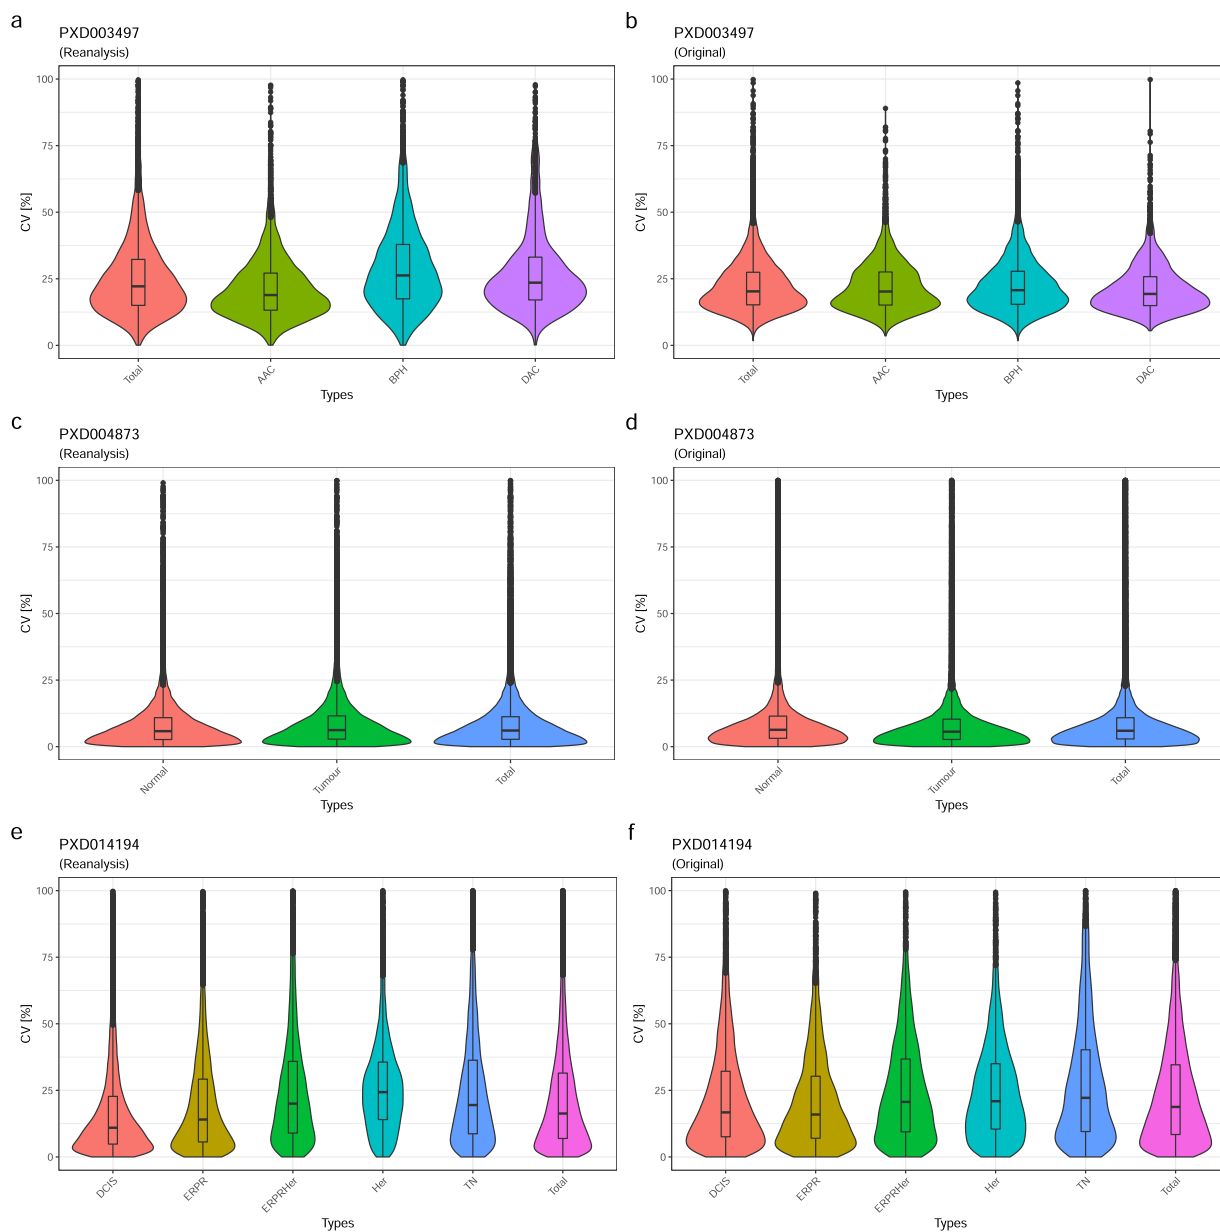 a
PXD003497
(Reanalysis)
100
75
50
25
0
CV [%]
Total
AAC
BPH
DAC
Types
b
PXD003497
(Original)
100
75
50
25
0
CV [%]
Total
AAC
BPH
DAC
Types
c
PXD004873
(Reanalysis)
100
75
50
25
0
CV [%]
Normal
Tumour
Total
Types
d
PXD004873
(Original)
100
75
50
25
0
CV [%]
Normal
Tumour
Total
Types
e
PXD014194
(Reanalysis)
100
75
50
25
0
CV [%]
DCIS
ERPR
ERPRHer
Her
TN
Total
Types
f
PXD014194
(Original)
100
75
50
25
0
CV [%]
DCIS
ERPR
ERPRHer
Her
TN
Total
Types